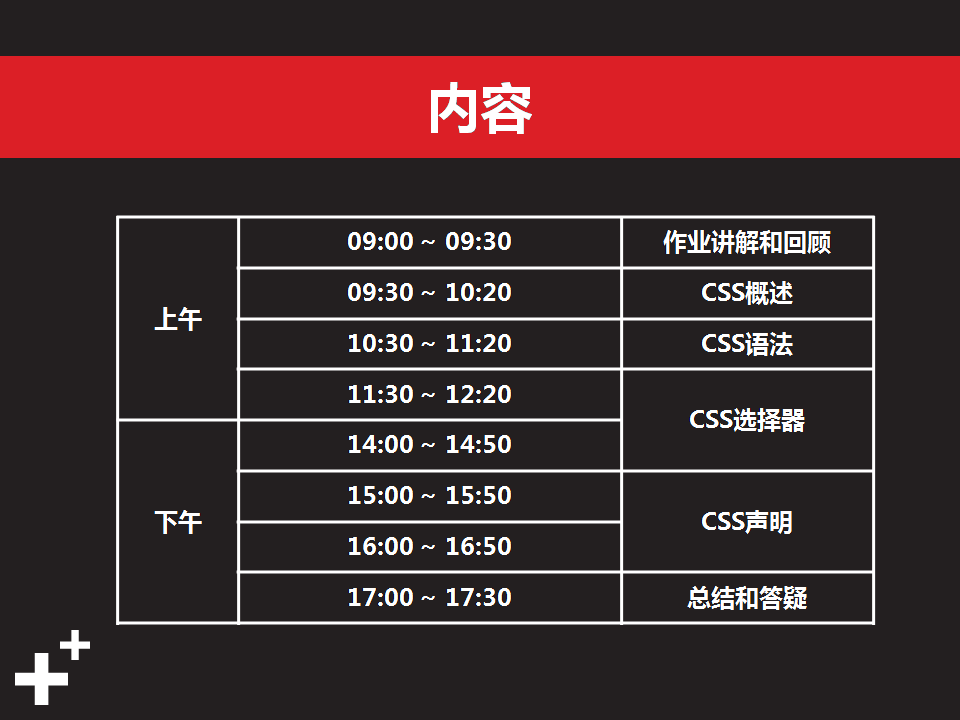 内容
上午
09:00 ~ 09:30 作业讲解和回顾
09:30 ~ 10:20 CSS概述
10:30 ~ 11:20 CSS语法
11:30 ~ 12:20 CSS选择器
下午
14:00 ~ 14:50
15:00 ~ 15:50 CSS声明
16:00 ~ 16:50
17:00 ~ 17:30 总结和答疑